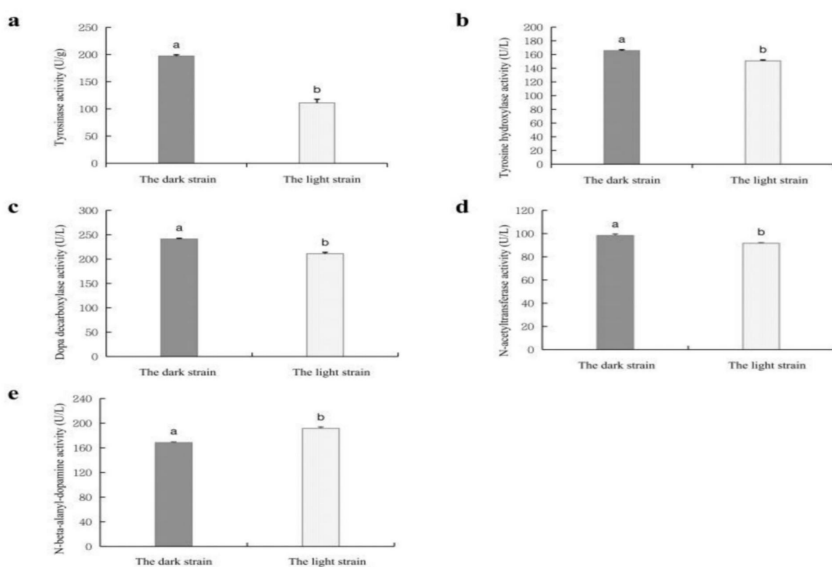 a
Tyrosinase activity (U/g)
250
200
150
100
50
0
a
b
The dark strain
The light strain
b
Tyrosine hydroxylase activity (U/L)
200
180
160
140
120
100
80
60
40
20
0
a
b
The dark strain
The light strain
c
Dopa decarboxylase activity (U/L)
300
250
200
150
100
50
0
a
b
The dark strain
The light strain
d
N-acetyltransferase activity (U/L)
120
100
80
60
40
20
0
a
b
The dark strain
The light strain
e
N-beta-alanyl-dopamine activity (U/L)
240
200
160
120
80
40
0
a
b
The dark strain
The light strain